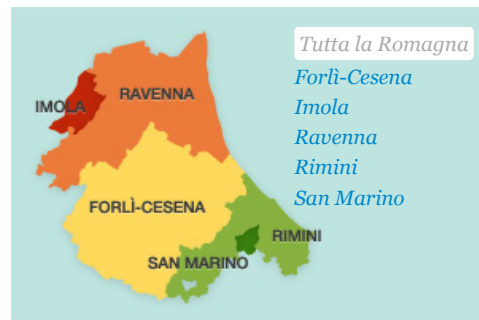 Tutta la Romagna
Forlì-Cesena
Imola
Ravenna
Rimini
San Marino
RAVENNA
IMOLA
FORLÌ-CESENA
RIMINI
SAN MARINO